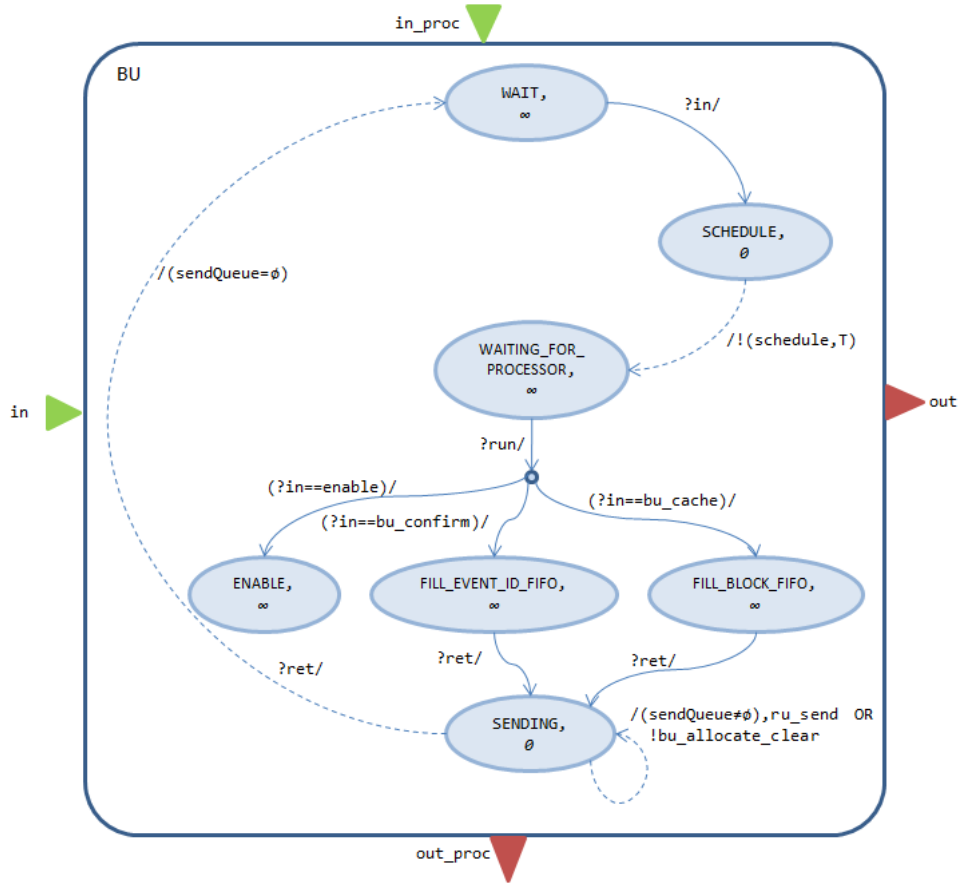 in_proc
BU
WAIT,
∞
?in/
SCHEDULE,
0
/(sendQueue=ø)
/!(schedule,T)
WAITING_FOR_
PROCESSOR,
∞
in
out
?run/
(?in==enable)/
(?in==bu_cache)/
(?in==bu_confirm)/
ENABLE,
∞
FILL_EVENT_ID_FIFO,
∞
FILL_BLOCK_FIFO,
∞
?ret/
?ret/
?ret/
SENDING,
0
/(sendQueue≠ø),ru_send OR
!bu_allocate_clear
out_proc